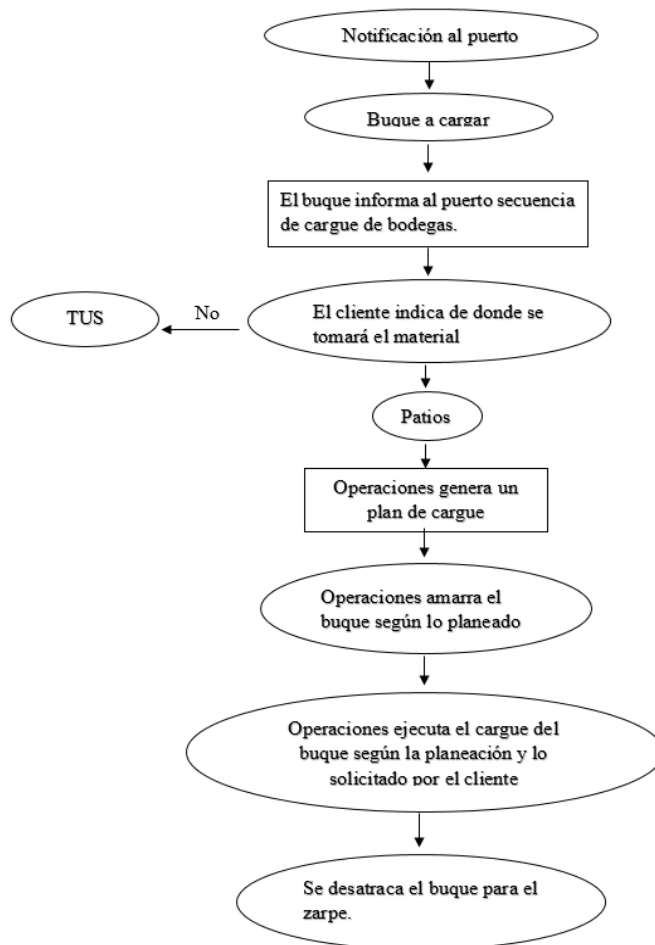 Notificación al puerto
Buque a cargar
El buque informa al puerto secuencia
de cargue de bodegas.
El cliente indica de donde se
tomará el material
No
TUS
Patios
Operaciones genera un
plan de cargue
Operaciones amarra el
buque según lo planeado
Operaciones ejecuta el cargue del
buque según la planeación y lo
solicitado por el cliente
Se desatraca el buque para el
zarpe.